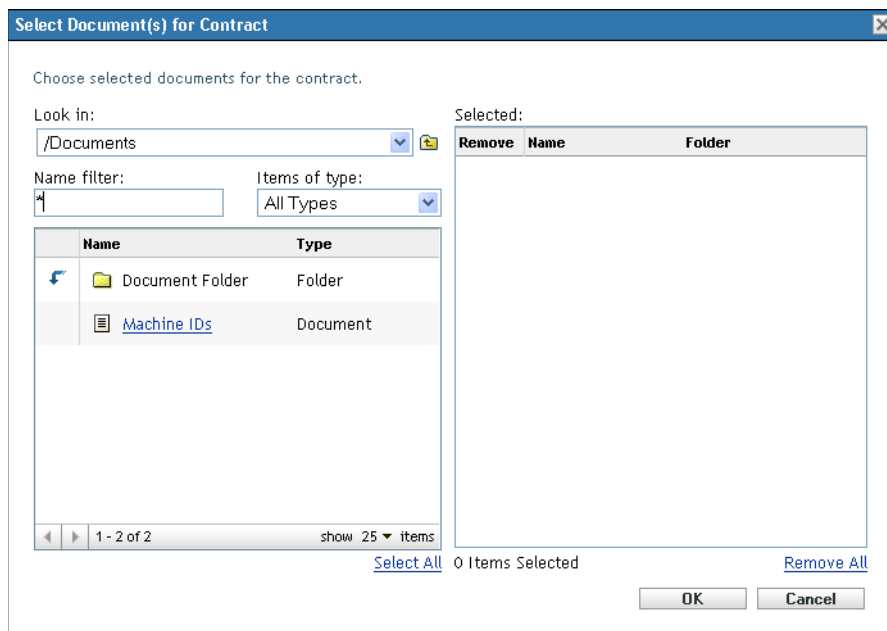 Select Document(s) for Contract
Choose selected documents for the contract.
Look in:
/Documents
Name filter:
Items of type:
*
All Types
Name Type
Document Folder Folder
Machine IDs Document
1 - 2 of 2 show 25 items
Select All
Selected:
Remove Name Folder
0 Items Selected
Remove All
OK
Cancel